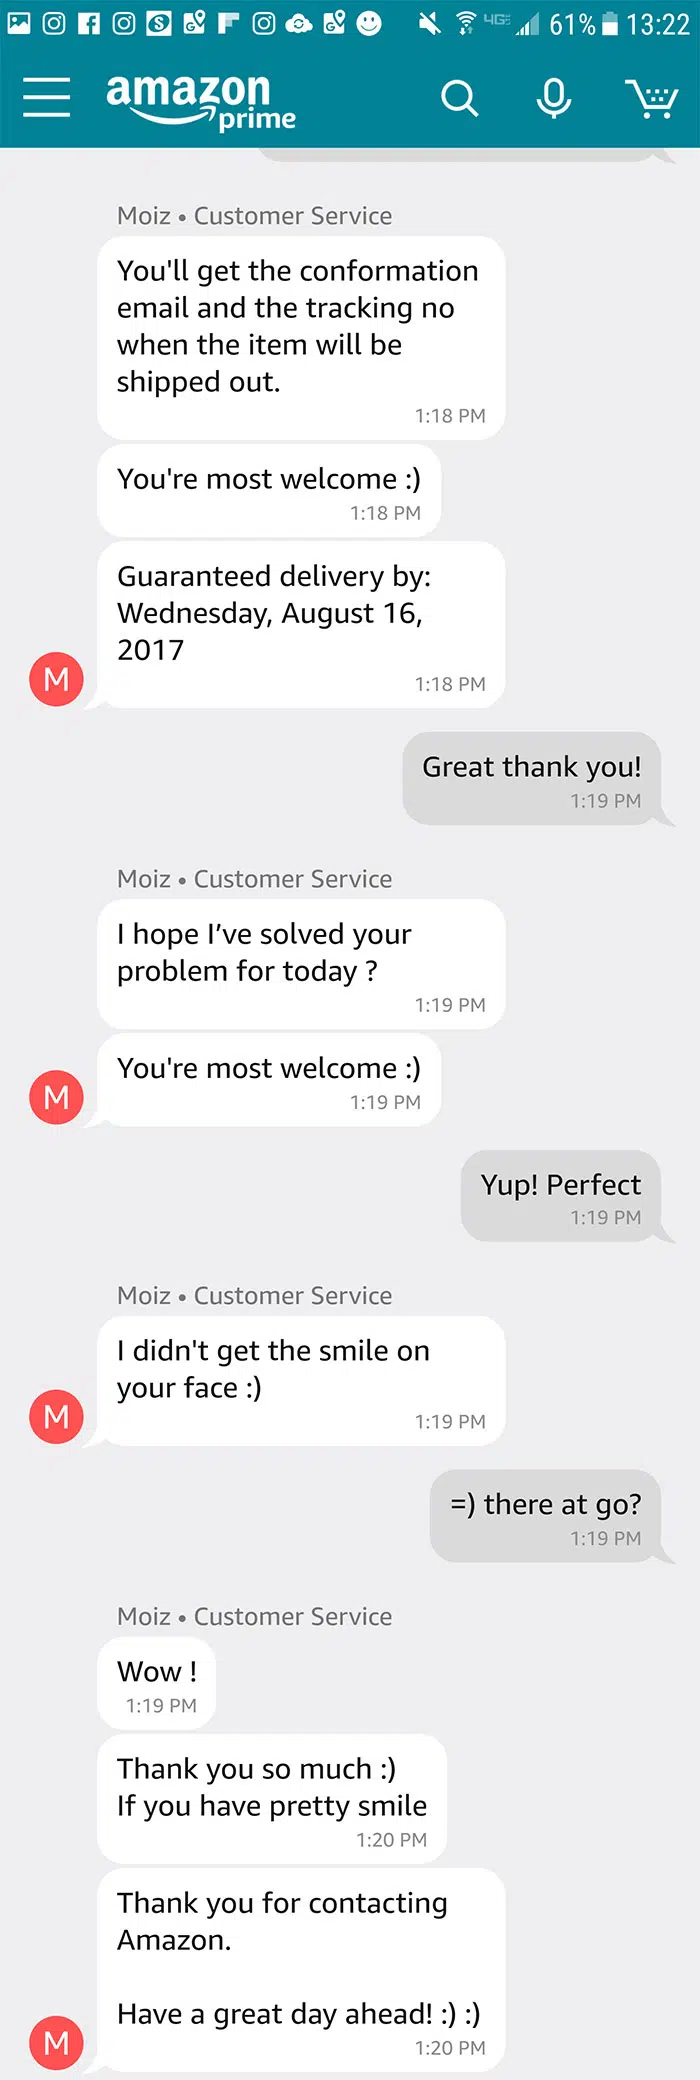 4G 61% 13:22
amazon
prime
Moiz • Customer Service
You'll get the conformation
email and the tracking no
when the item will be
shipped out.
1:18 PM
You're most welcome :)
1:18 PM
Guaranteed delivery by:
Wednesday, August 16,
2017
1:18 PM
M
Great thank you!
1:19 PM
Moiz • Customer Service
I hope I’ve solved your
problem for today ?
1:19 PM
You're most welcome :)
1:19 PM
M
Yup! Perfect
1:19 PM
Moiz • Customer Service
I didn't get the smile on
your face :)
1:19 PM
M
=) there at go?
1:19 PM
Moiz • Customer Service
Wow !
1:19 PM
Thank you so much :)
If you have pretty smile
1:20 PM
Thank you for contacting
Amazon.
Have a great day ahead! :) :)
1:20 PM
M